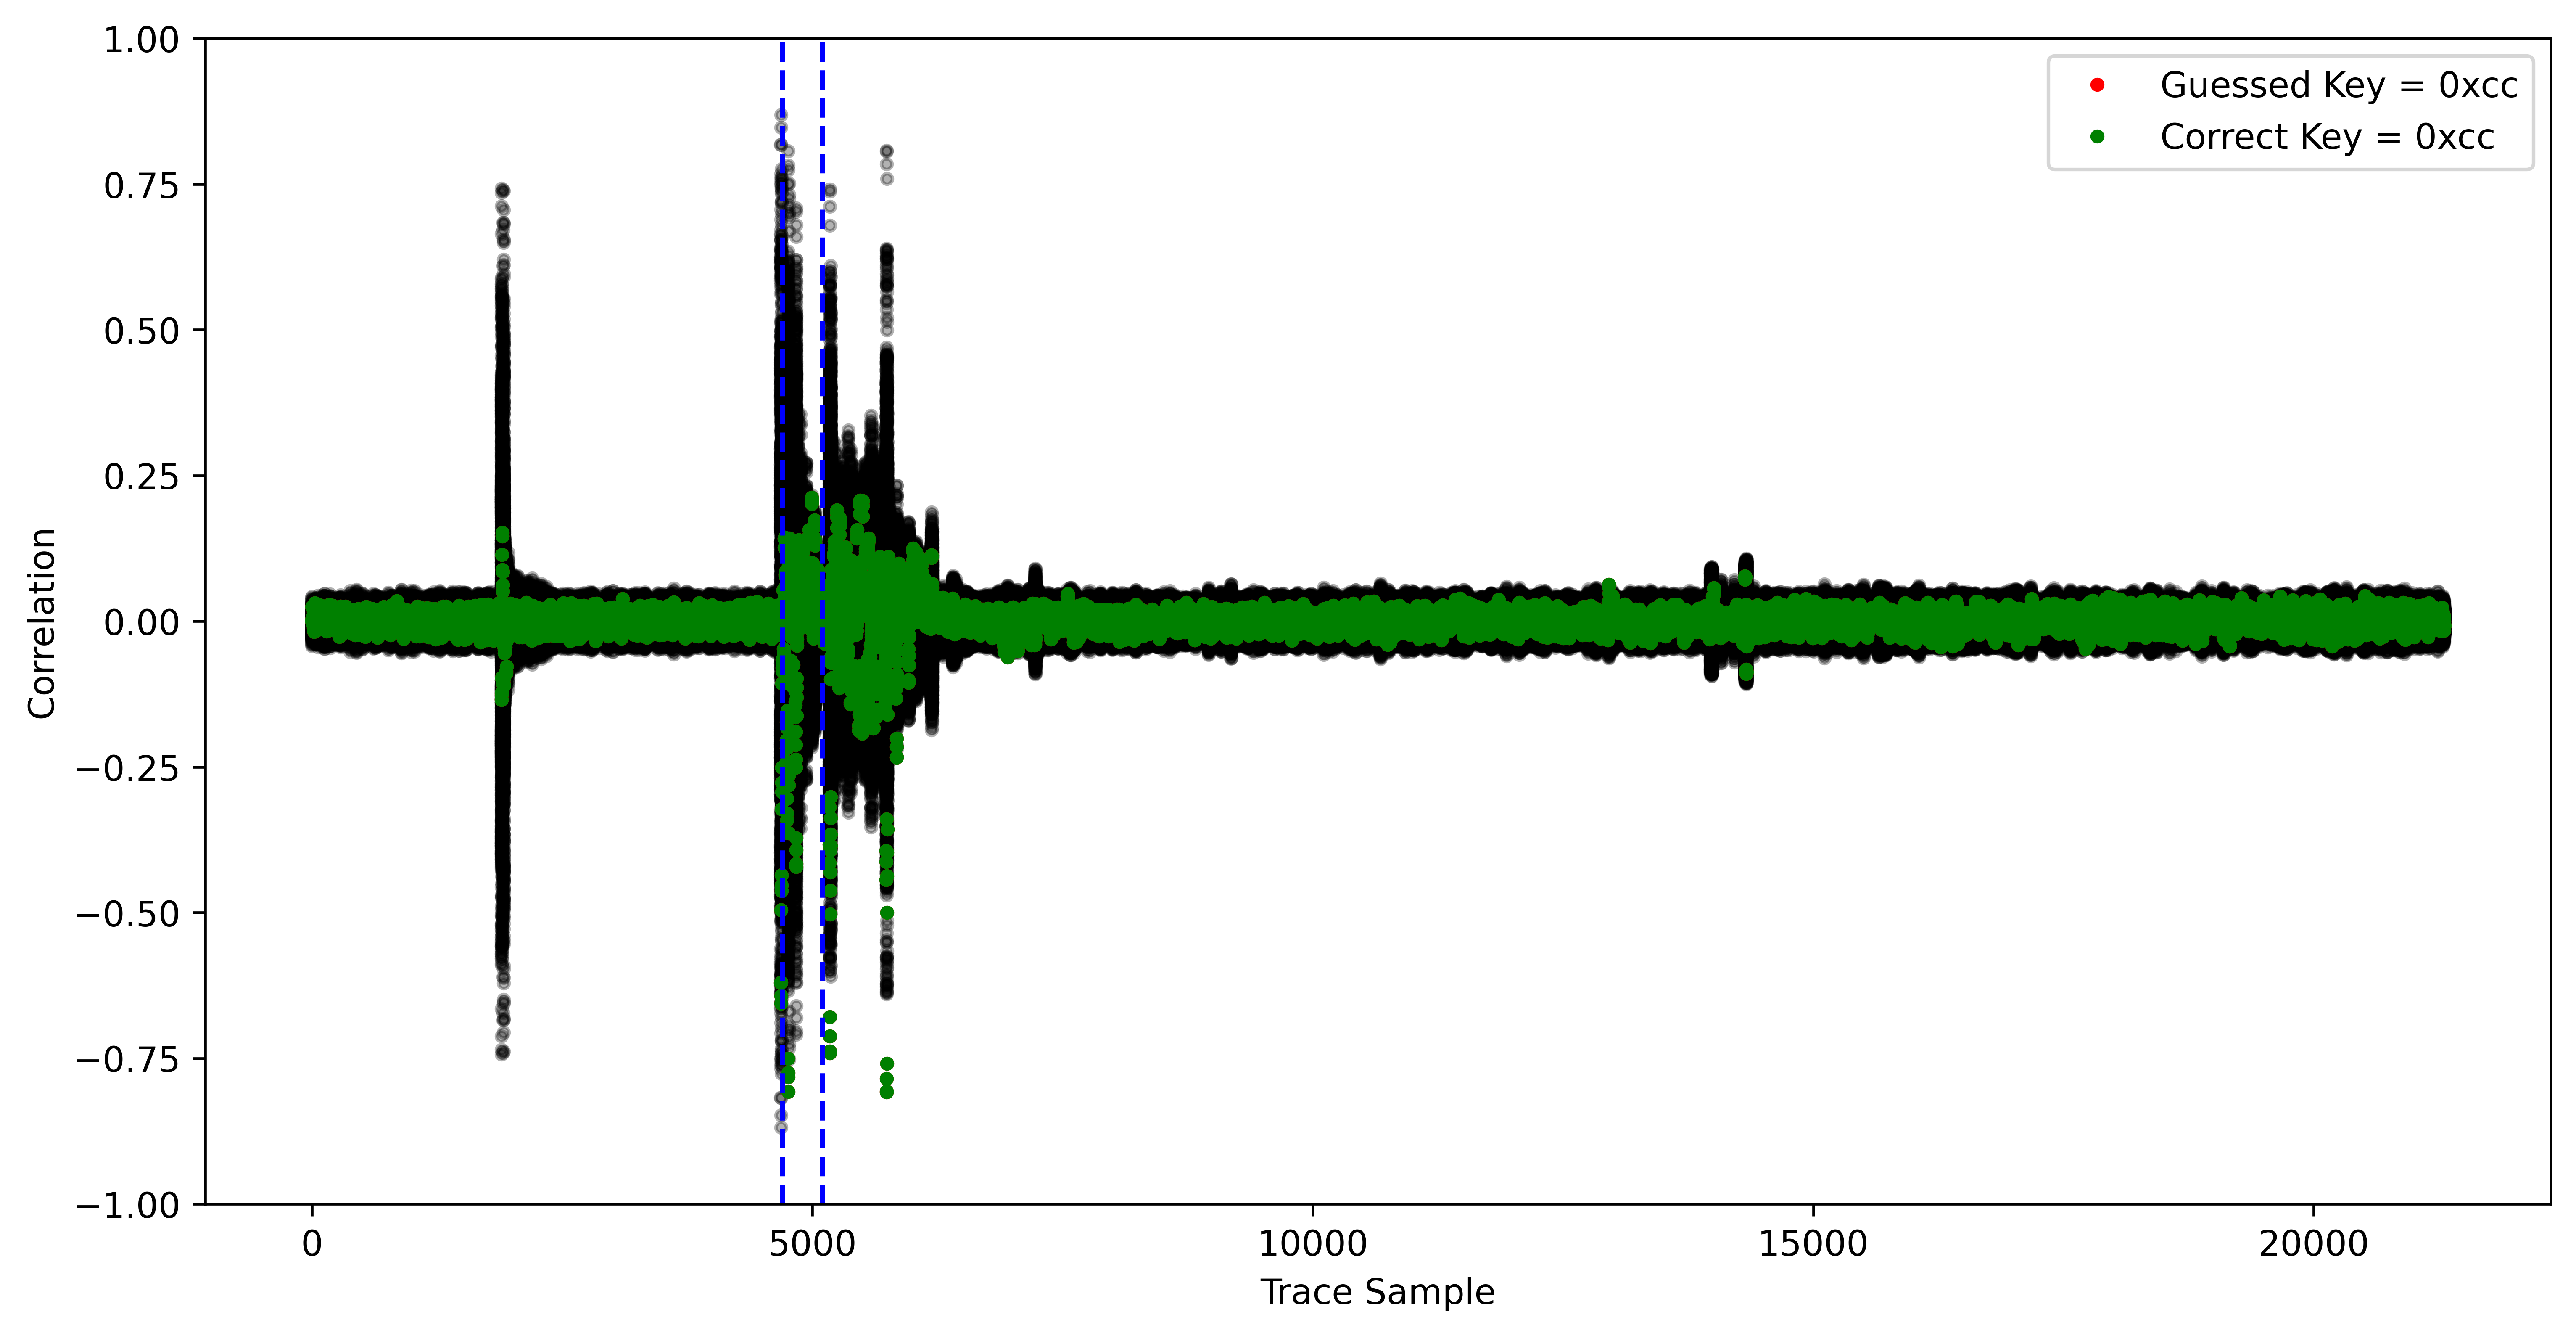 Guessed Key = 0xcc
Correct Key = 0xcc
1.00
0.75
0.50
0.25
0.00
−0.25
−0.50
−0.75
−1.00
Correlation
0 5000 10000 15000 20000
Trace Sample